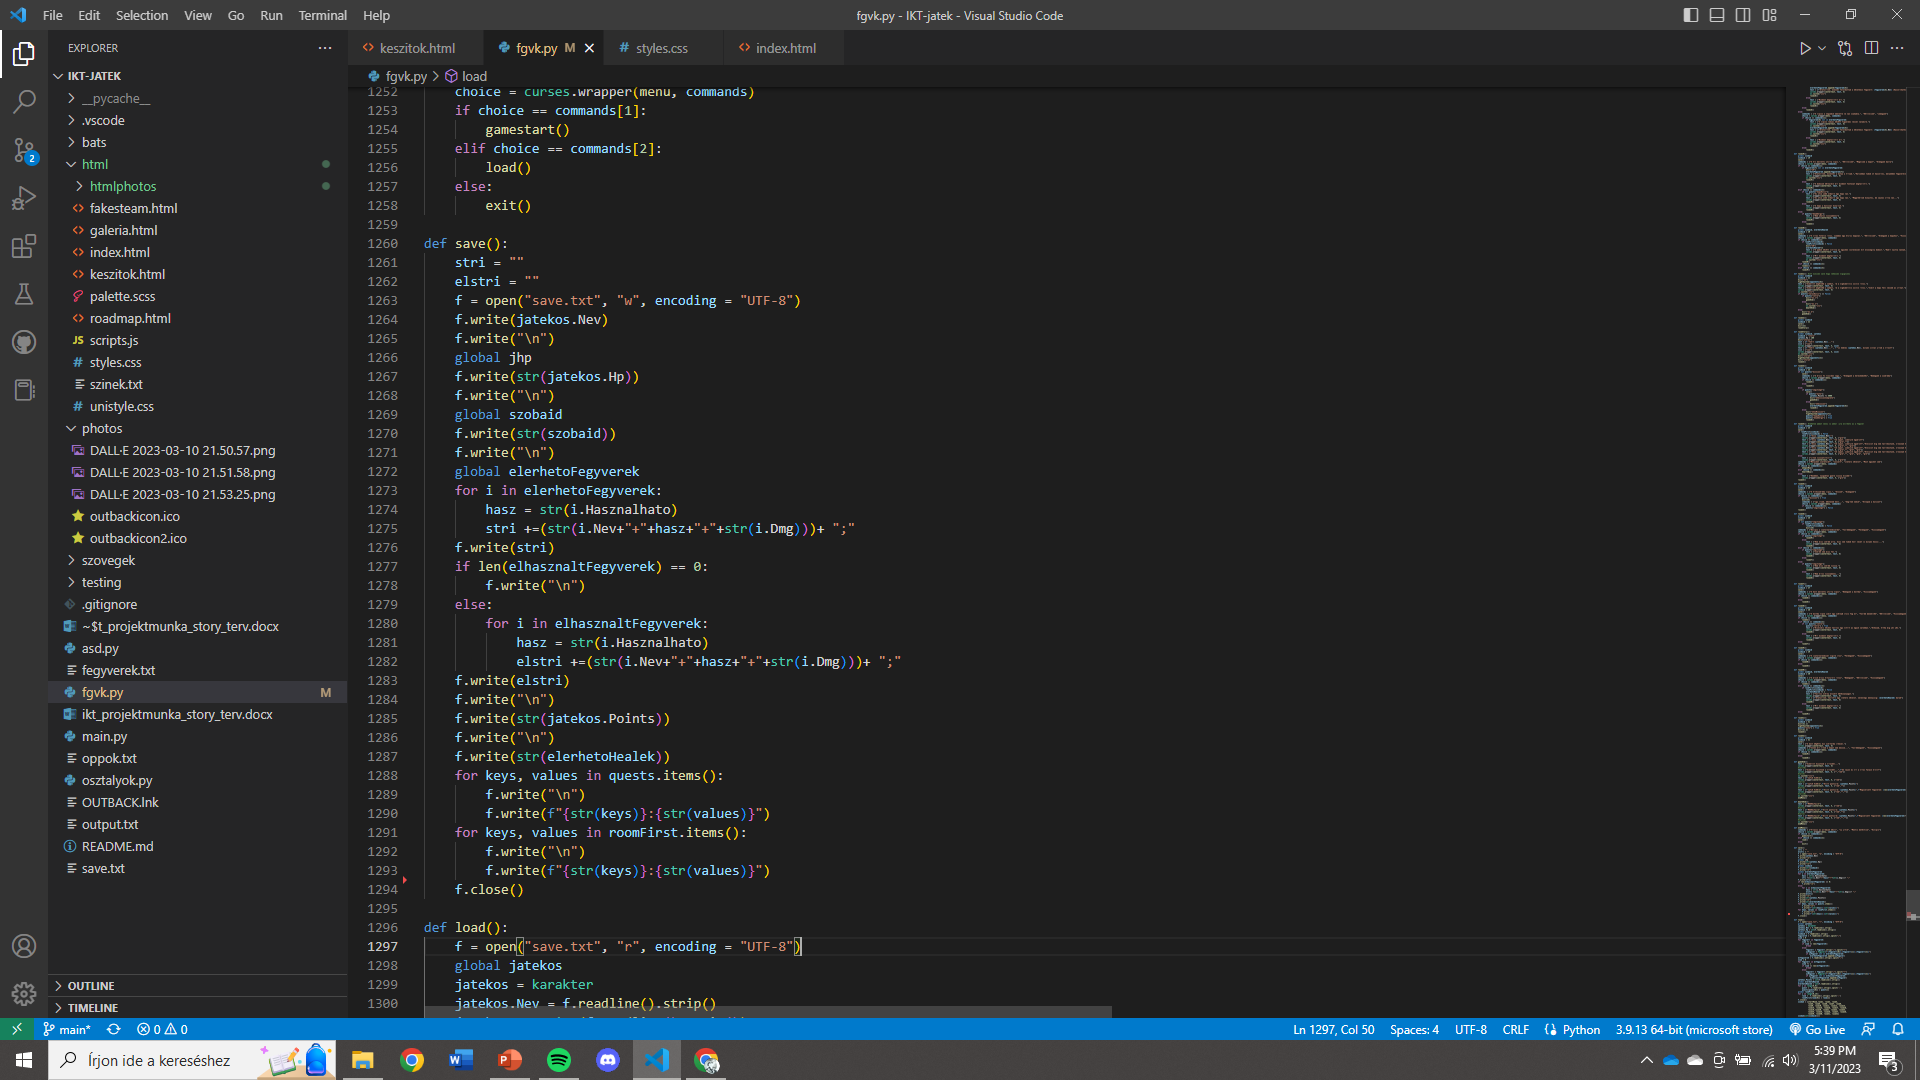 File Edit Selection View Go Run Terminal Help
fgvk.py - IKT-jatek - Visual Studio Code
EXPLORER
IKT-JATEK
__pycache__
.vscode
bats
html
htmlphotos
fakesteam.html
galeria.html
index.html
keszitok.html
palette.scss
roadmap.html
JS scripts.js
# styles.css
szinek.txt
# unistyle.css
photos
DALL·E 2023-03-10 21.50.57.png
DALL·E 2023-03-10 21.51.58.png
DALL·E 2023-03-10 21.53.25.png
outbackicon.ico
outbackicon2.ico
szovegek
testing
.gitignore
~$t_projektmunka_story_terv.docx
asd.py
fegyverek.txt
fgvk.py M
ikt_projektmunka_story_terv.docx
main.py
oppok.txt
osztalyok.py
OUTBACK.lnk
output.txt
README.md
save.txt
OUTLINE
TIMELINE
keszitok.html fgvk.py M # styles.css index.html
fgvk.py > load
1252 choice = curses.wrapper(menu, commands)
1253 if choice == commands[1]:
1254 gamestart()
1255 elif choice == commands[2]:
1256 load()
1257 else:
1258 exit()
1259
1260 def save():
1261 stri = ""
1262 elstri = ""
1263 f = open("save.txt", "w", encoding = "UTF-8")
1264 f.write(jatekos.Nev)
1265 f.write("\n")
1266 global jhp
1267 f.write(str(jatekos.Hp))
1268 f.write("\n")
1269 global szobaid
1270 f.write(str(szobaid))
1271 f.write("\n")
1272 global elerhetoFegyverek
1273 for i in elerhetoFegyverek:
1274 hasz = str(i.Hasznalhato)
1275 stri +=(str(i.Nev+"+"+hasz+"+"+str(i.Dmg)))+ ";"
1276 f.write(stri)
1277 if len(elhasznaltFegyverek) == 0:
1278 f.write("\n")
1279 else:
1280 for i in elhasznaltFegyverek:
1281 hasz = str(i.Hasznalhato)
1282 elstri +=(str(i.Nev+"+"+hasz+"+"+str(i.Dmg)))+ ";"
1283 f.write(elstri)
1284 f.write("\n")
1285 f.write(str(jatekos.Points))
1286 f.write("\n")
1287 f.write(str(elerhetoHealek))
1288 for keys, values in quests.items():
1289 f.write("\n")
1290 f.write(f"{str(keys)}:{str(values)}")
1291 for keys, values in roomFirst.items():
1292 f.write("\n")
1293 f.write(f"{str(keys)}:{str(values)}")
1294 f.close()
1295
1296 def load():
1297 f = open("save.txt", "r", encoding = "UTF-8")
1298 global jatekos
1299 jatekos = karakter
1300 jatekos.Nev = f.readline().strip()
main* 0 0 Ln 1297, Col 50 Spaces: 4 UTF-8 CRLF Python 3.9.13 64-bit (microsoft store) Go Live
Írjon ide a kereséshez
5:39 PM
3/11/2023
3
2